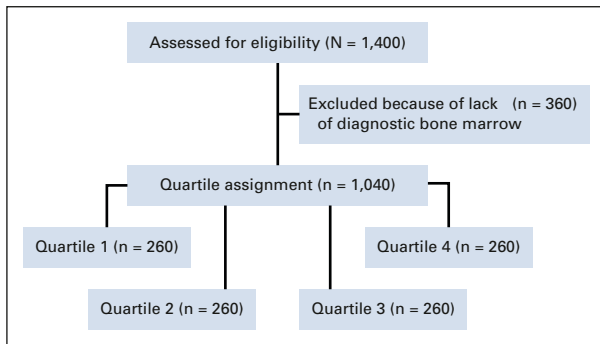 Assessed for eligibility (N = 1,400)
Excluded because of lack (n = 360)
of diagnostic bone marrow
Quartile assignment (n = 1,040)
Quartile 1 (n = 260)
Quartile 4 (n = 260)
Quartile 2 (n = 260)
Quartile 3 (n = 260)